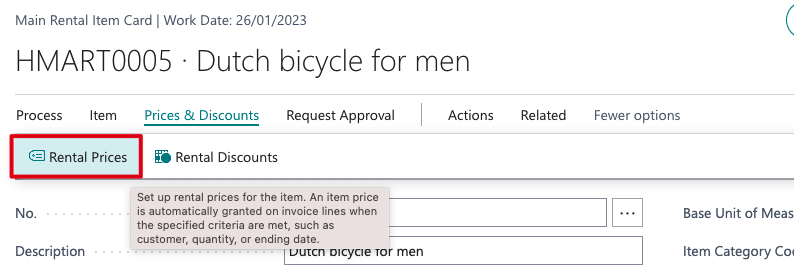 Main Rental Item Card | Work Date: 26/01/2023
HMART0005 · Dutch bicycle for men
Process Item Prices & Discounts Request Approval Actions Related Fewer options
Rental Prices Rental Discounts
Set up rental prices for the item. An item price
is automatically granted on invoice lines when
the specified criteria are met, such as
customer, quantity, or ending date.
No. Base Unit of Meas
Description Dutch bicycle for men Item Category Co